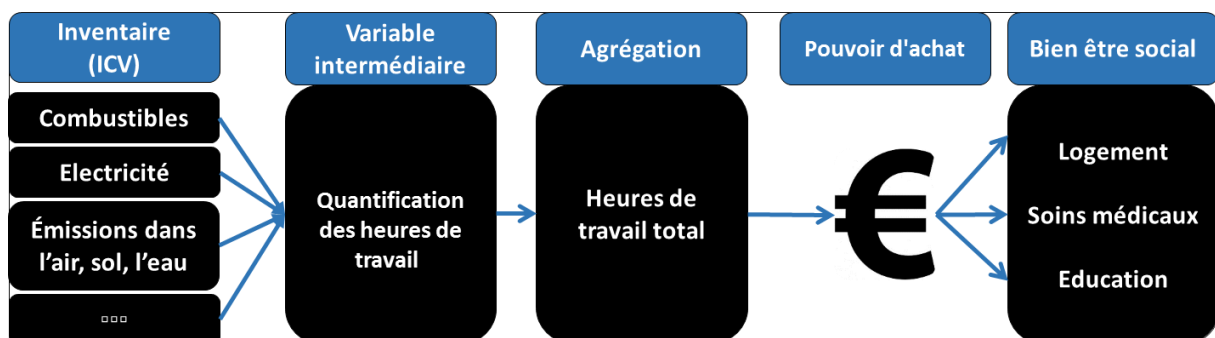 Inventaire
(ICV)
Variable
intermédiaire
Agrégation
Pouvoir d'achat
Bien être social
Combustibles
Electricité
Émissions dans
l'air, sol, l'eau
▫▫▫
Quantification
des heures de
travail
Heures de
travail total
€
Logement
Soins médicaux
Education